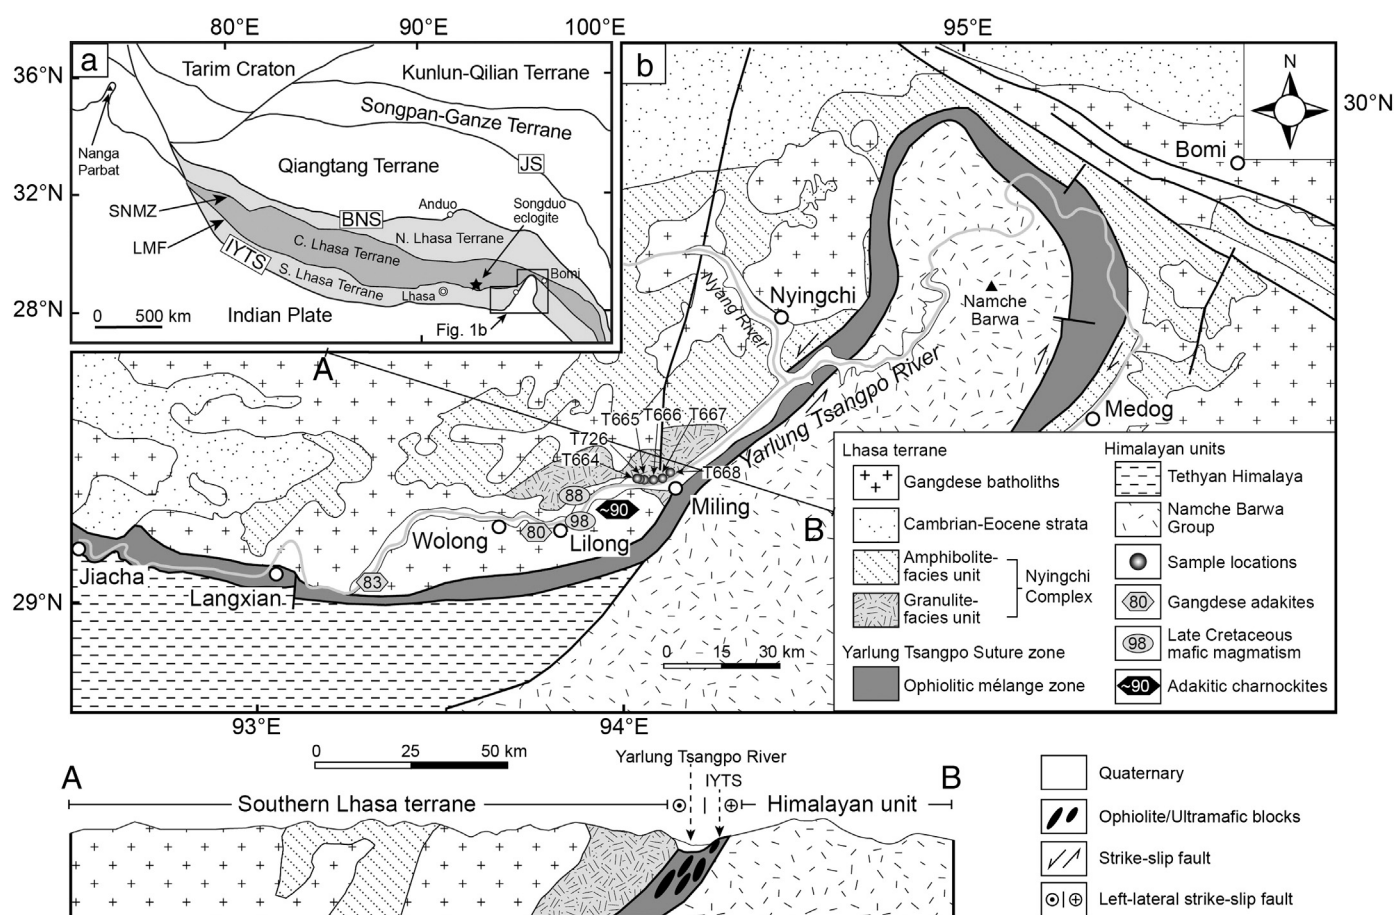 80°E
90°E
100°E
95°E
36°N
32°N
28°N
29°N
30°N
93°E
94°E
a
Tarim Craton
Kunlun-Qilian Terrane
Songpan-Ganze Terrane
Nanga
Parbat
Qiangtang Terrane
JS
SNMZ
LMF
BNS
Anduo
Songduo
eclogite
IYTS
C. Lhasa Terrane
N. Lhasa Terrane
S. Lhasa Terrane
Lhasa
Bomi
0 500 km
Indian Plate
Fig. 1b
b
N
Bomi
Nyang River
Nyingchi
Namche
Barwa
Yarlung Tsangpo River
Medog
A
T665
T666
T667
T726
T664
T668
88
98
~90
80
83
Miling
Wolong
Lilong
Jiacha
Langxian
B
0 15 30 km
Lhasa terrane
Gangdese batholiths
Cambrian-Eocene strata
Amphibolite-
facies unit
Granulite-
facies unit
Nyingchi
Complex
Yarlung Tsangpo Suture zone
Ophiolitic mélange zone
Himalayan units
Tethyan Himalaya
Namche Barwa
Group
Sample locations
80
Gangdese adakites
98
Late Cretaceous
mafic magmatism
~90
Adakitic charnockites
0 25 50 km
A
B
Southern Lhasa terrane
Yarlung Tsangpo River
IYTS
Himalayan unit
Quaternary
Ophiolite/Ultramafic blocks
Strike-slip fault
Left-lateral strike-slip fault